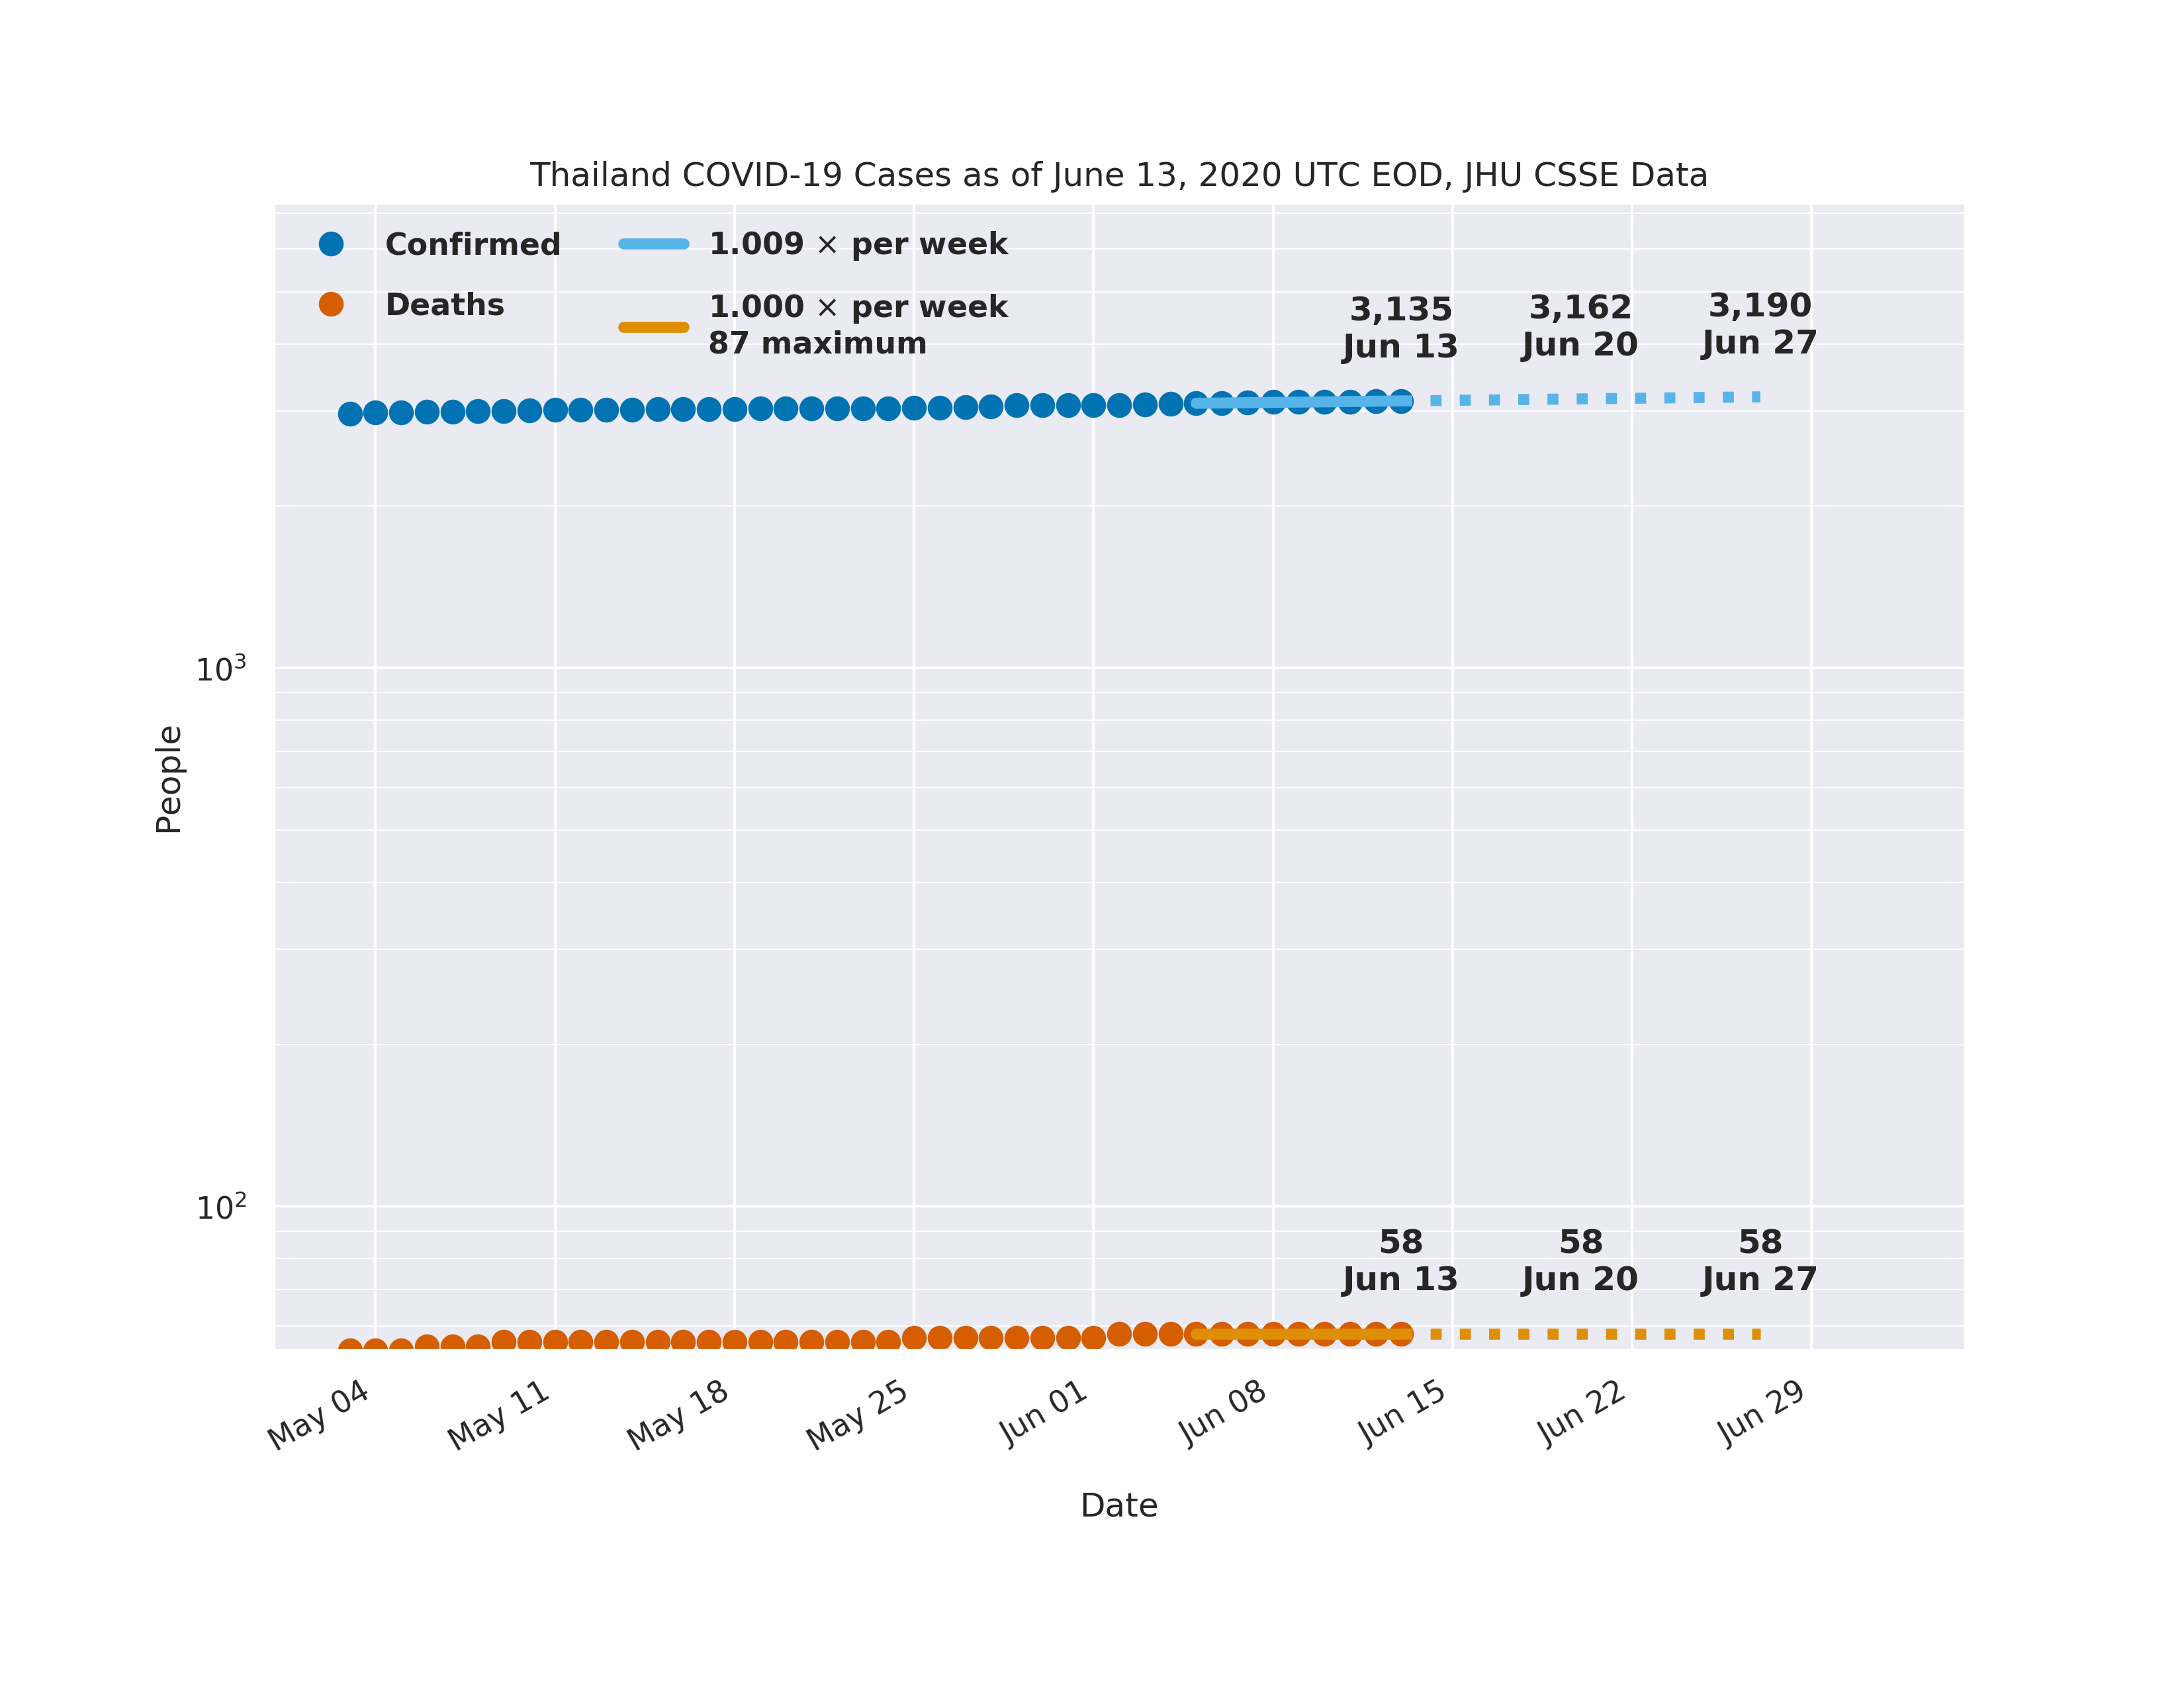 Thailand COVID-19 Cases as of June 13, 2020 UTC EOD, JHU CSSE Data
Confirmed
Deaths
1.009 × per week
1.000 × per week
87 maximum
3,135
Jun 13
3,162
Jun 20
3,190
Jun 27
10³
People
10²
58
Jun 13
58
Jun 20
58
Jun 27
May 04
May 11
May 18
May 25
Jun 01
Jun 08
Jun 15
Jun 22
Jun 29
Date